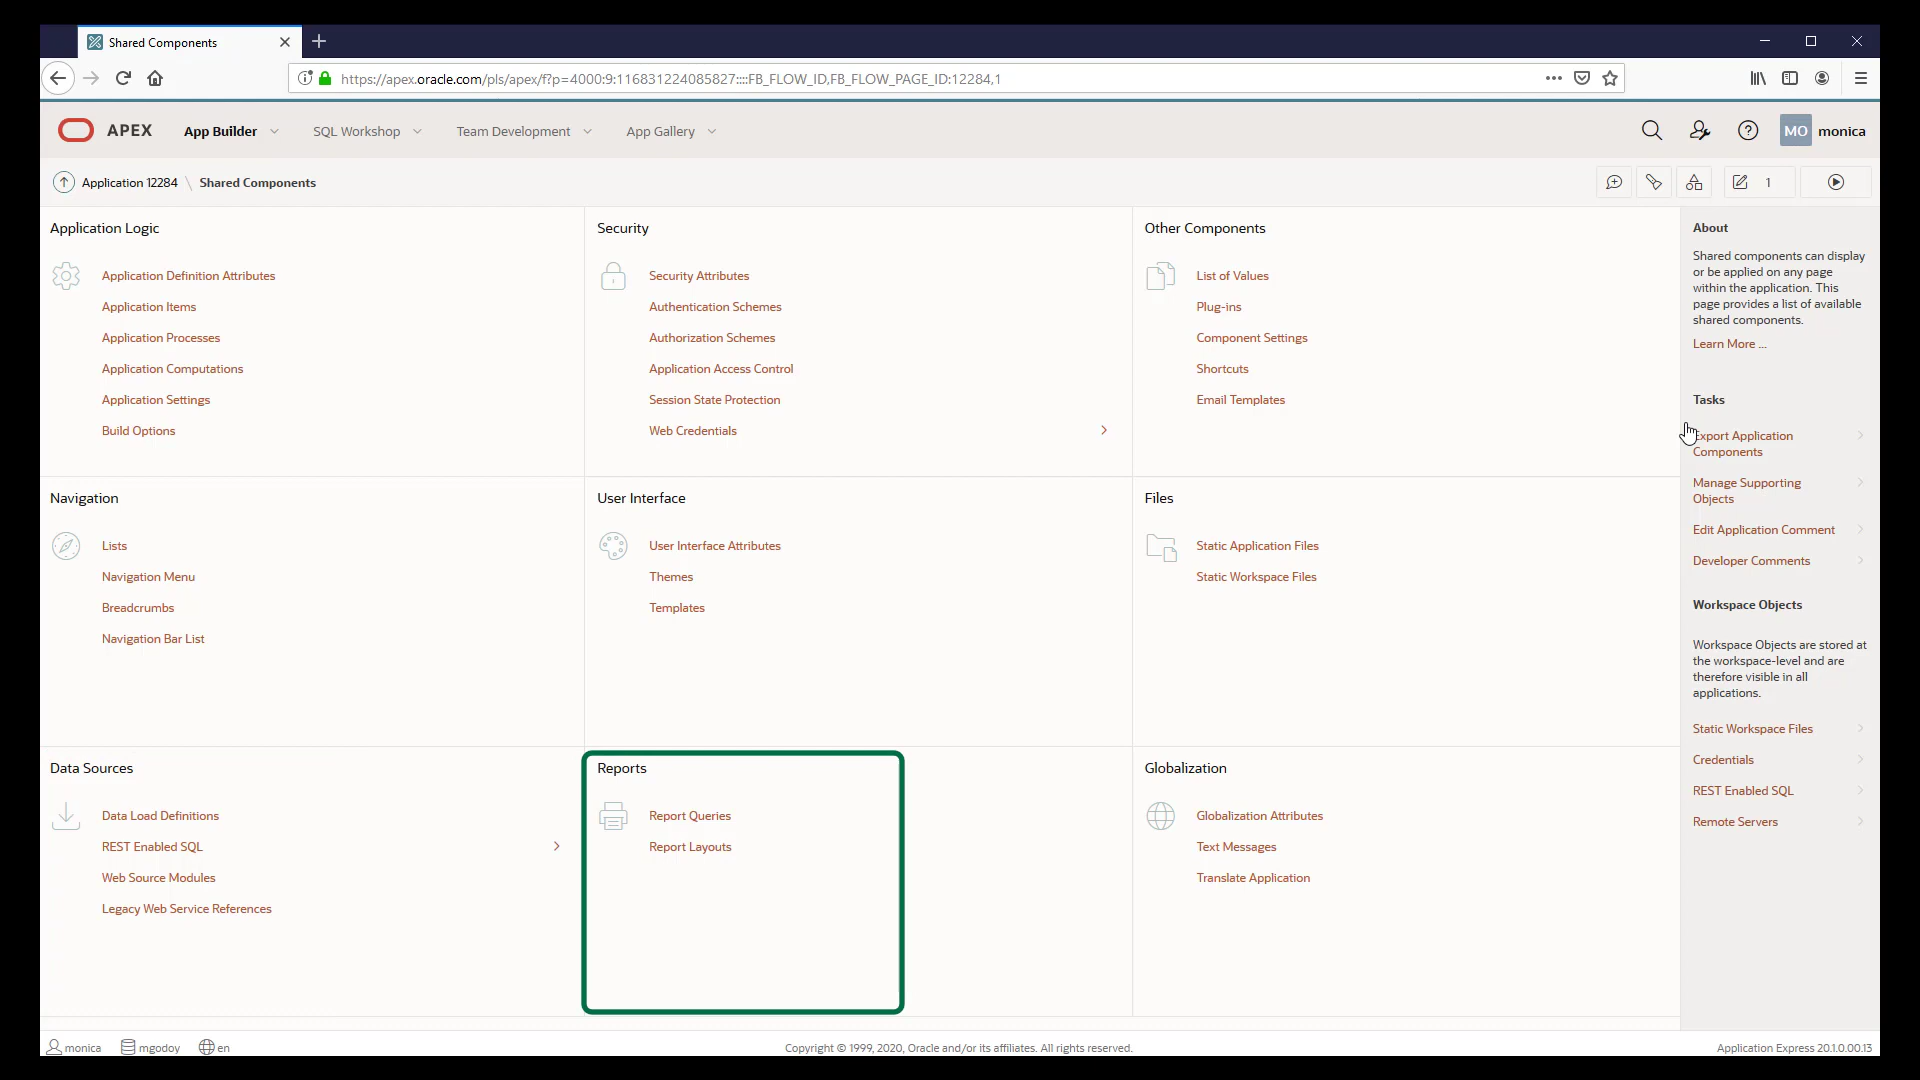 Shared Components
https://apex.oracle.com/pls/apex/f?p=4000:9:116831224085827::::FB_FLOW_ID,FB_FLOW_PAGE_ID:12284,1
APEX
App Builder
SQL Workshop
Team Development
App Gallery
MO
monica
Application 12284
\
Shared Components
1
Application Logic
Application Definition Attributes
Application Items
Application Processes
Application Computations
Application Settings
Build Options
Security
Security Attributes
Authentication Schemes
Authorization Schemes
Application Access Control
Session State Protection
Web Credentials
Other Components
List of Values
Plug-ins
Component Settings
Shortcuts
Email Templates
Navigation
Lists
Navigation Menu
Breadcrumbs
Navigation Bar List
User Interface
User Interface Attributes
Themes
Templates
Files
Static Application Files
Static Workspace Files
Data Sources
Data Load Definitions
REST Enabled SQL
Web Source Modules
Legacy Web Service References
Reports
Report Queries
Report Layouts
Globalization
Globalization Attributes
Text Messages
Translate Application
About
Shared components can display
or be applied on any page
within the application. This
page provides a list of available
shared components.
Learn More ...
Tasks
Export Application
Components
Manage Supporting
Objects
Edit Application Comment
Developer Comments
Workspace Objects
Workspace Objects are stored at
the workspace-level and are
therefore visible in all
applications.
Static Workspace Files
Credentials
REST Enabled SQL
Remote Servers
monica
mgodoy
en
Copyright © 1999, 2020, Oracle and/or its affiliates. All rights reserved.
Application Express 20.1.0.00.13